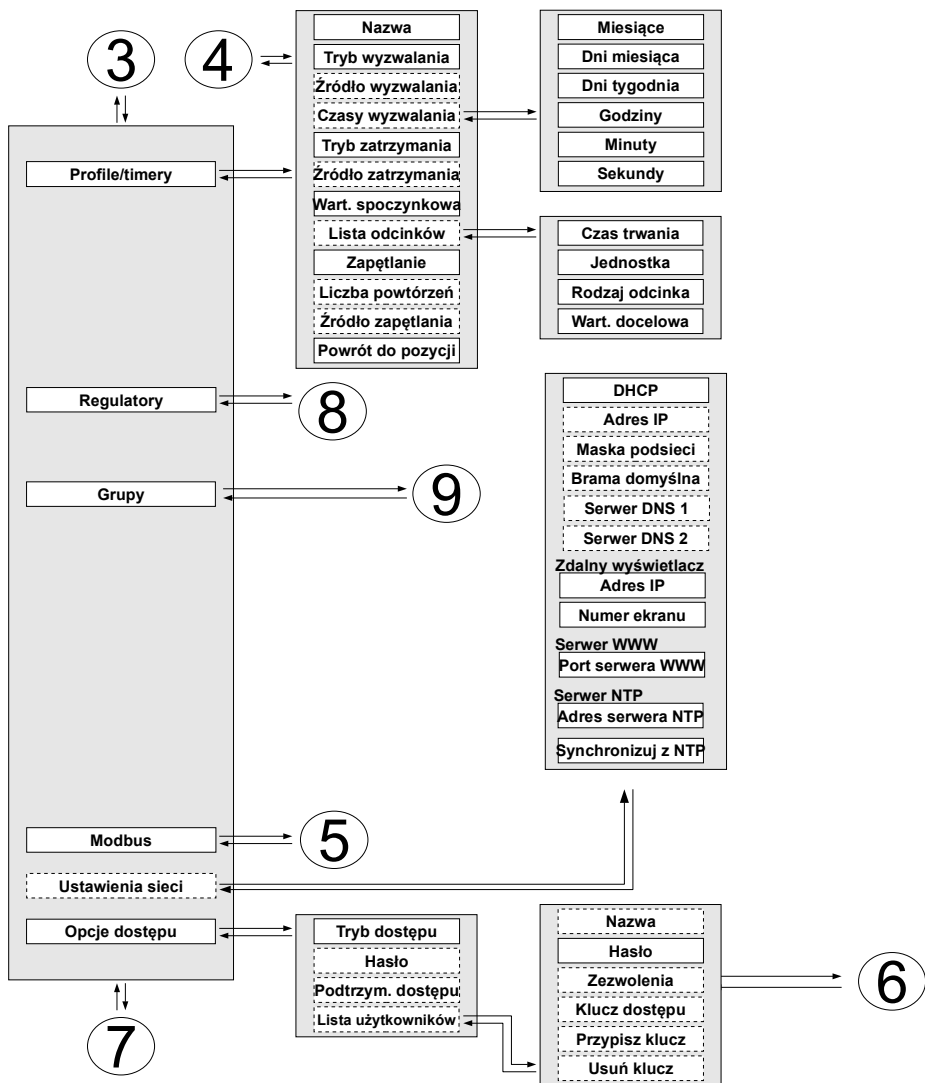 3
4
Nazwa
Tryb wyzwalania
Źródło wyzwalania
Czasy wyzwalania
Tryb zatrzymania
Źródło zatrzymania
Wart. spoczynkowa
Lista odcinków
Zapętlanie
Liczba powtórzeń
Źródło zapętlania
Powrót do pozycji
Miesiące
Dni miesiąca
Dni tygodnia
Godziny
Minuty
Sekundy
Czas trwania
Jednostka
Rodzaj odcinka
Wart. docelowa
Profile/timery
Regulatory
8
Grupy
9
DHCP
Adres IP
Maska podsieci
Brama domyślna
Serwer DNS 1
Serwer DNS 2
Zdalny wyświetlacz
Adres IP
Numer ekranu
Serwer WWW
Port serwera WWW
Serwer NTP
Adres serwera NTP
Synchronizuj z NTP
Modbus
5
Ustawienia sieci
Opcje dostępu
Tryb dostępu
Hasło
Podtrzym. dostępu
Lista użytkowników
Nazwa
Hasło
Zezwolenia
Klucz dostępu
Przypisz klucz
Usuń klucz
6
7